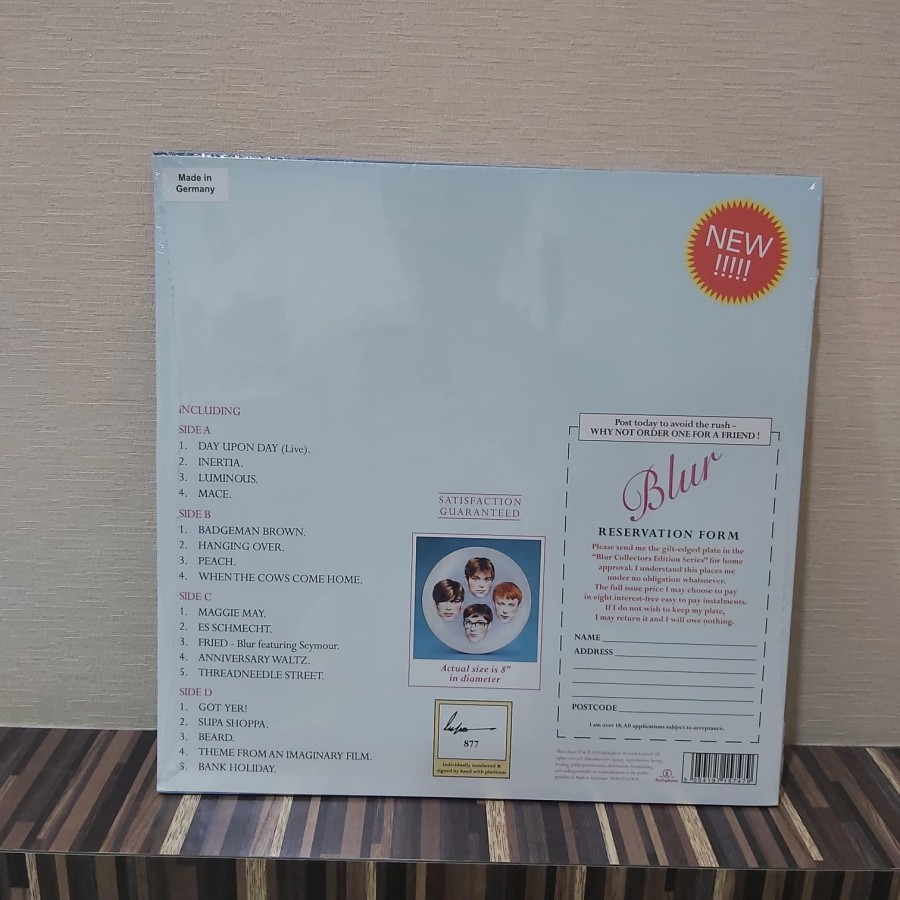 Made in
Germany
NEW
!!!!!
INCLUDING
SIDE A
1. DAY UPON DAY (Live).
2. INERTIA.
3. LUMINOUS.
4. MACE.
SIDE B
1. BADGEMAN BROWN.
2. HANGING OVER.
3. PEACH.
4. WHEN THE COWS COME HOME.
SIDE C
1. MAGGIE MAY.
2. ES SCHMECHT.
3. FRIED - Blur featuring Seymour.
4. ANNIVERSARY WALTZ.
5. THREADNEEDLE STREET.
SIDE D
1. GOT YER!
2. SUPA SHOPPA.
3. BEARD.
4. THEME FROM AN IMAGINARY FILM.
5. BANK HOLIDAY.
SATISFACTION
GUARANTEED
Actual size is 8"
in diameter
877
Individually numbered &
signed by hand with platinum
Post today to avoid the rush -
WHY NOT ORDER ONE FOR A FRIEND !
Blur
RESERVATION FORM
Please send me the gilt-edged plate in the
"Blur Collectors Edition Series" for home
approval. I understand this places me
under no obligation whatsoever.
The full issue price I may choose to pay
in eight interest-free easy to pay instalments.
If I do not wish to keep my plate,
I may return it and I will owe nothing.
NAME
ADDRESS
POSTCODE
I am over 18. All applications subject to acceptance.
Parlophone